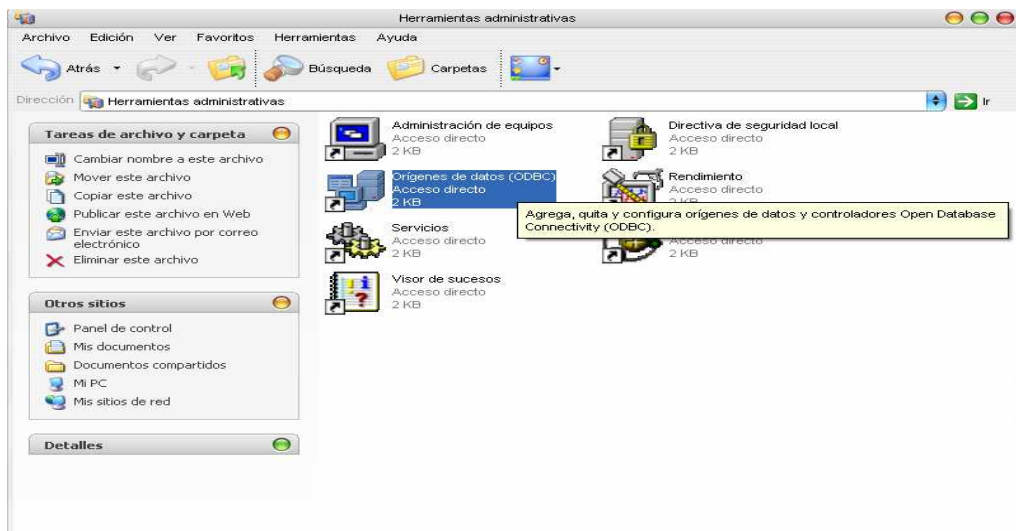 Herramientas administrativas
Archivo Edición Ver Favoritos Herramientas Ayuda
Atrás Búsqueda Carpetas
Dirección Herramientas administrativas Ir
Tareas de archivo y carpeta
Cambiar nombre a este archivo
Mover este archivo
Copiar este archivo
Publicar este archivo en Web
Enviar este archivo por correo
electrónico
Eliminar este archivo
Otros sitios
Panel de control
Mis documentos
Documentos compartidos
Mi PC
Mis sitios de red
Detalles
Administración de equipos
Acceso directo
2 KB
Directiva de seguridad local
Acceso directo
2 KB
Orígenes de datos (ODBC)
Acceso directo
2 KB
Rendimiento
Acceso directo
2 KB
Agrega, quita y configura orígenes de datos y controladores Open Database
Connectivity (ODBC).
Servicios
Acceso directo
2 KB
Acceso directo
2 KB
Visor de sucesos
Acceso directo
2 KB